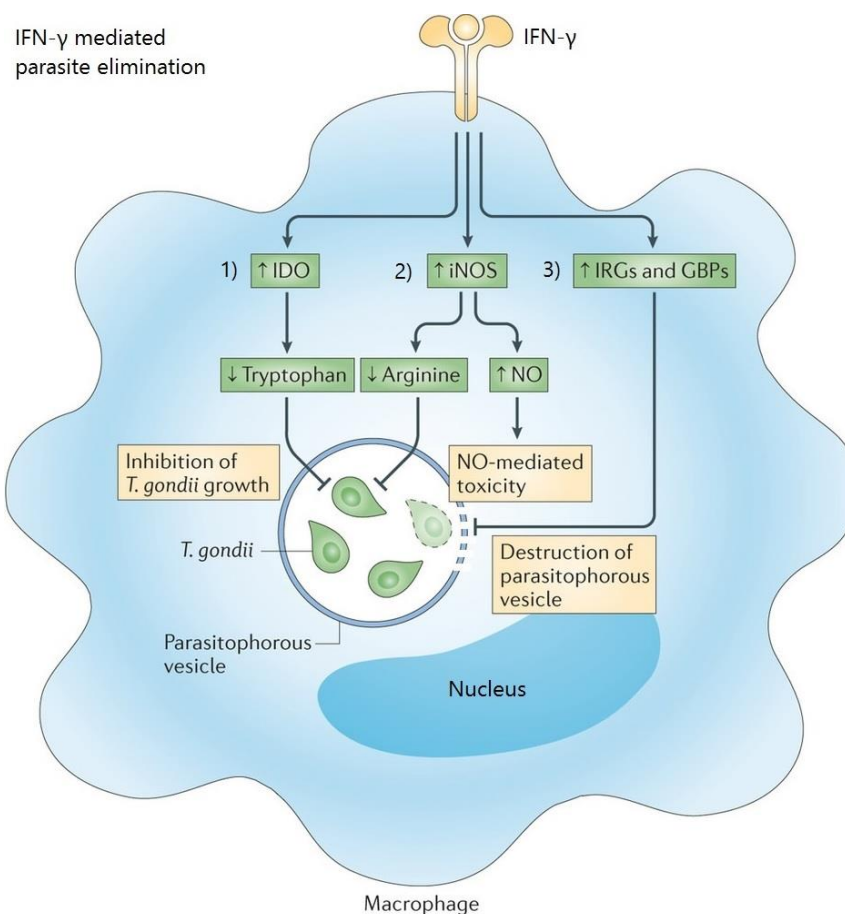 IFN-γ mediated
parasite elimination
IFN-γ
1) ↑ IDO
2) ↑ iNOS
3) ↑ IRGs and GBPs
↓ Tryptophan
↓ Arginine
↑ NO
Inhibition of
T. gondii growth
NO-mediated
toxicity
T. gondii
Destruction of
parasitophorous
vesicle
Parasitophorous
vesicle
Nucleus
Macrophage